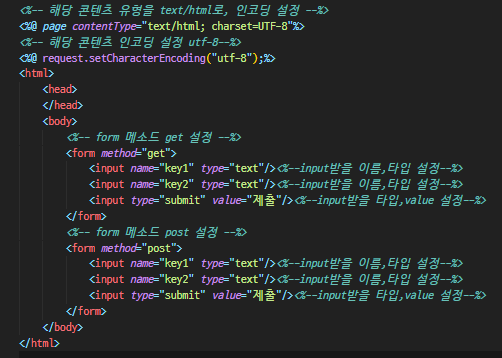 <%-- 해당 콘텐츠 유형을 text/html로, 인코딩 설정 --%>
<%@ page contentType="text/html; charset=UTF-8"%>
<%-- 해당 콘텐츠 인코딩 설정 utf-8--%>
<%@ request.setCharacterEncoding("utf-8");%>
<html>
<head>
</head>
<body>
<%-- form 메소드 get 설정 --%>
<form method="get">
<input name="key1" type="text"/><%--input받을 이름,타입 설정--%>
<input name="key2" type="text"/><%--input받을 이름,타입 설정--%>
<input type="submit" value="제출"/><%--input받을 타입,value 설정--%>
</form>
<%-- form 메소드 post 설정 --%>
<form method="post">
<input name="key1" type="text"/><%--input받을 이름,타입 설정--%>
<input name="key2" type="text"/><%--input받을 이름,타입 설정--%>
<input type="submit" value="제출"/><%--input받을 타입,value 설정--%>
</form>
</body>
</html>